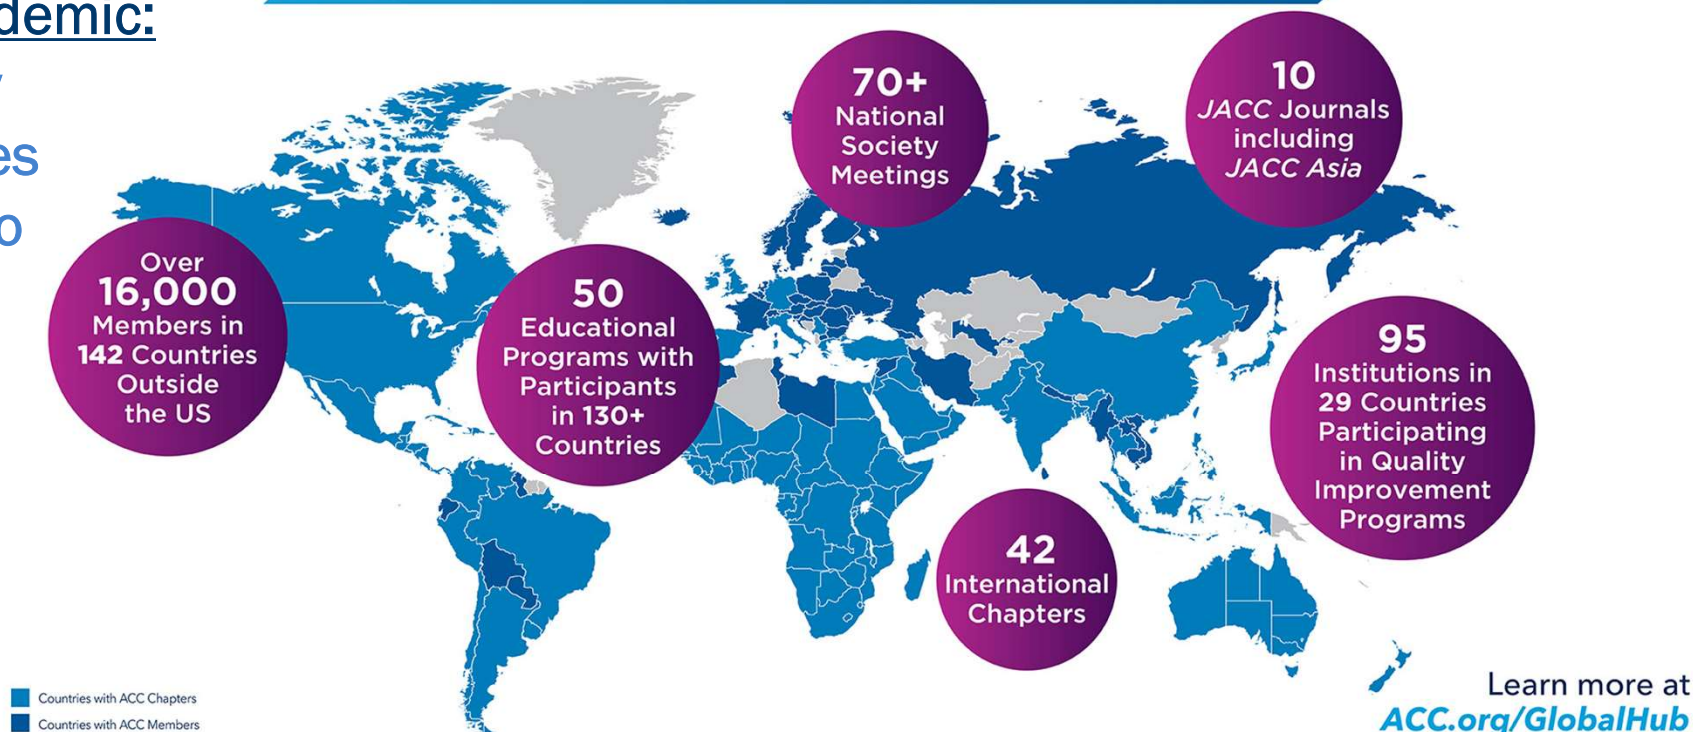 demic:
es
o
70+
National
Society
Meetings
10
JACC Journals
including
JACC Asia
Over
16,000
Members in
142 Countries
Outside
the US
50
Educational
Programs with
Participants
in 130+
Countries
95
Institutions in
29 Countries
Participating
in Quality
Improvement
Programs
42
International
Chapters
Countries with ACC Chapters
Countries with ACC Members
Learn more at
ACC.org/GlobalHub